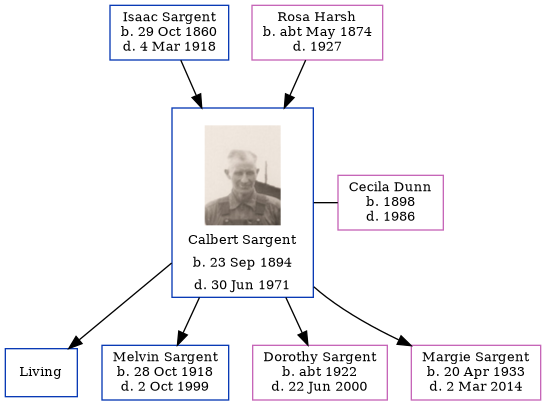 Isaac Sargent
b. 29 Oct 1860
d. 4 Mar 1918
Rosa Harsh
b. abt May 1874
d. 1927
Calbert Sargent
b. 23 Sep 1894
d. 30 Jun 1971
Cecila Dunn
b. 1898
d. 1986
Living
Melvin Sargent
b. 28 Oct 1918
d. 2 Oct 1999
Dorothy Sargent
b. abt 1922
d. 22 Jun 2000
Margie Sargent
b. 20 Apr 1933
d. 2 Mar 2014